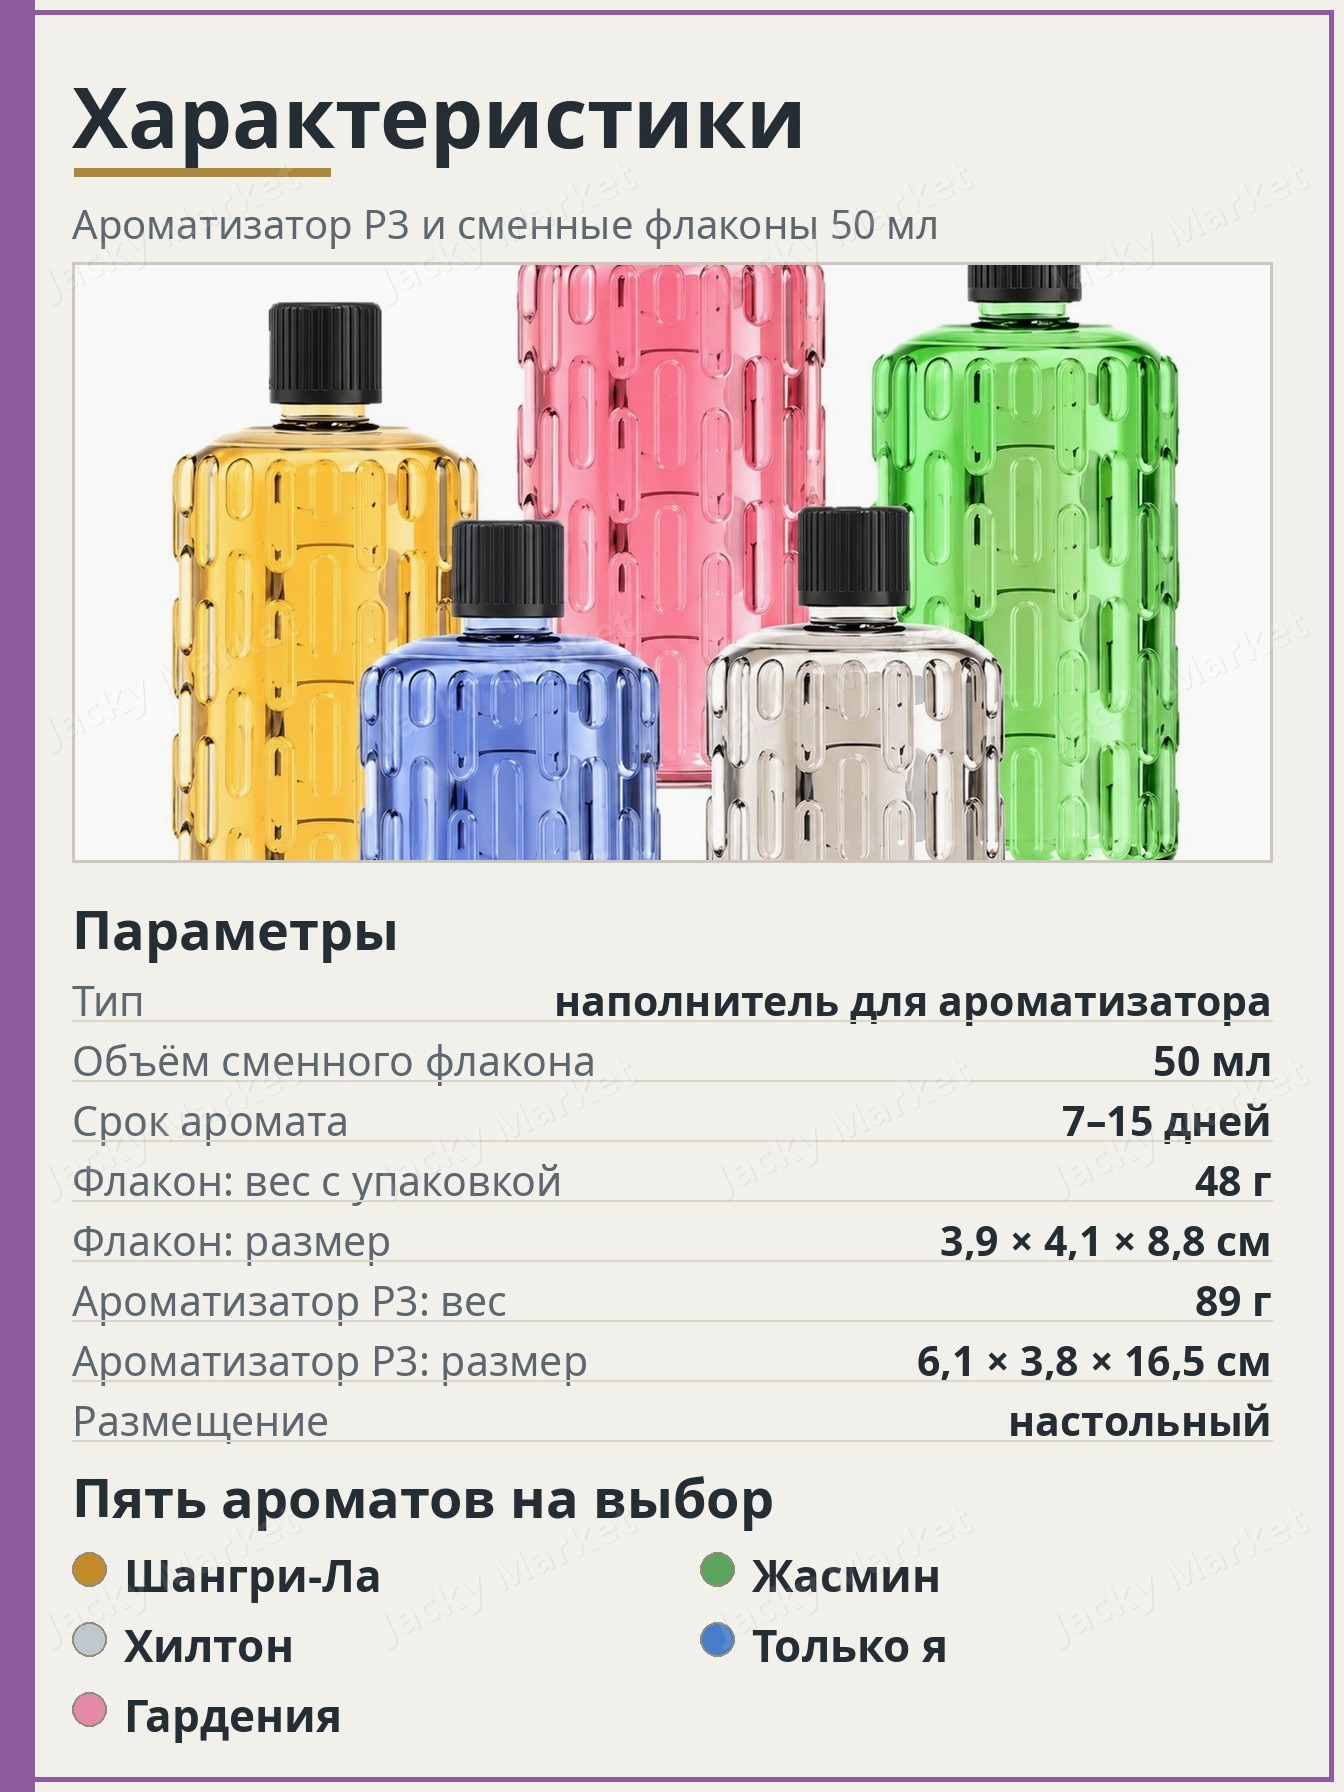 Характеристики
Ароматизатор P3 и сменные флаконы 50 мл
Параметры
Тип наполнитель для ароматизатора
Объём сменного флакона 50 мл
Срок аромата 7–15 дней
Флакон: вес с упаковкой 48 г
Флакон: размер 3,9 × 4,1 × 8,8 см
Ароматизатор P3: вес 89 г
Ароматизатор P3: размер 6,1 × 3,8 × 16,5 см
Размещение настольный
Пять ароматов на выбор
Шангри-Ла Жасмин
Хилтон Только я
Гардения
Jacky Market